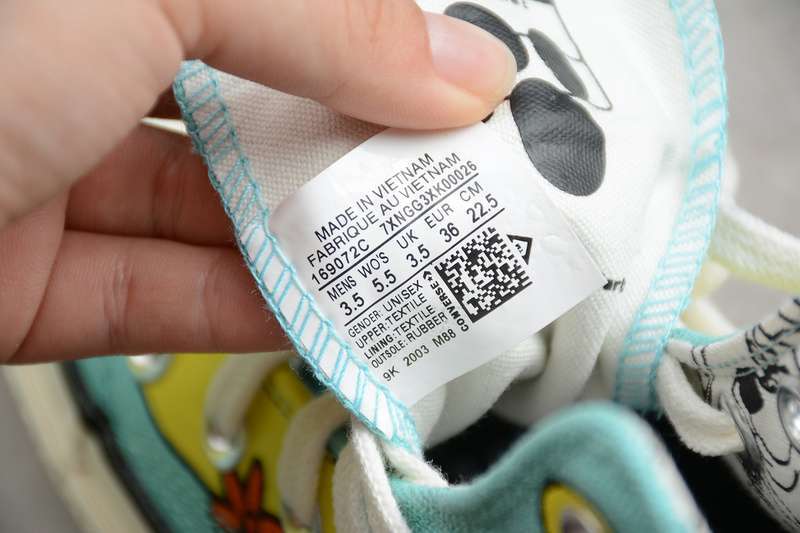 MADE IN VIETNAM
FABRIQUE AU VIETNAM
169072C 7XNGG3XK00026
MENS WO'S UK EUR CM
3.5 5.5 3.5 36 22.5
GENDER: UNISEX
UPPER:TEXTILE
LINING:TEXTILE
OUTSOLE: RUBBER
CONVERSE
9K 2003 M88